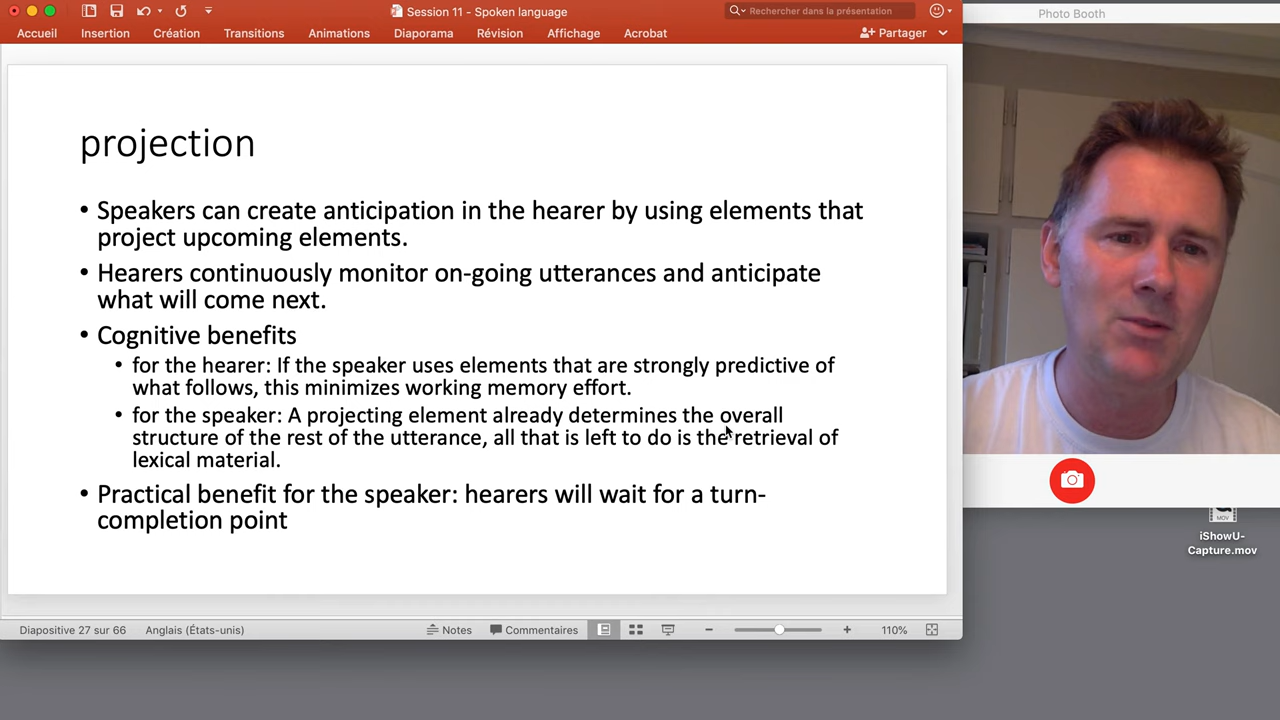 Session 11 - Spoken language
Rechercher dans la présentation
Photo Booth
Accueil Insertion Création Transitions Animations Diaporama Révision Affichage Acrobat Partager
projection
• Speakers can create anticipation in the hearer by using elements that
project upcoming elements.
• Hearers continuously monitor on-going utterances and anticipate
what will come next.
• Cognitive benefits
• for the hearer: If the speaker uses elements that are strongly predictive of
what follows, this minimizes working memory effort.
• for the speaker: A projecting element already determines the overall
structure of the rest of the utterance, all that is left to do is the retrieval of
lexical material.
• Practical benefit for the speaker: hearers will wait for a turn-
completion point
MOV
iShowU-
Capture.mov
Diapositive 27 sur 66 Anglais (États-unis) Notes Commentaires 110%